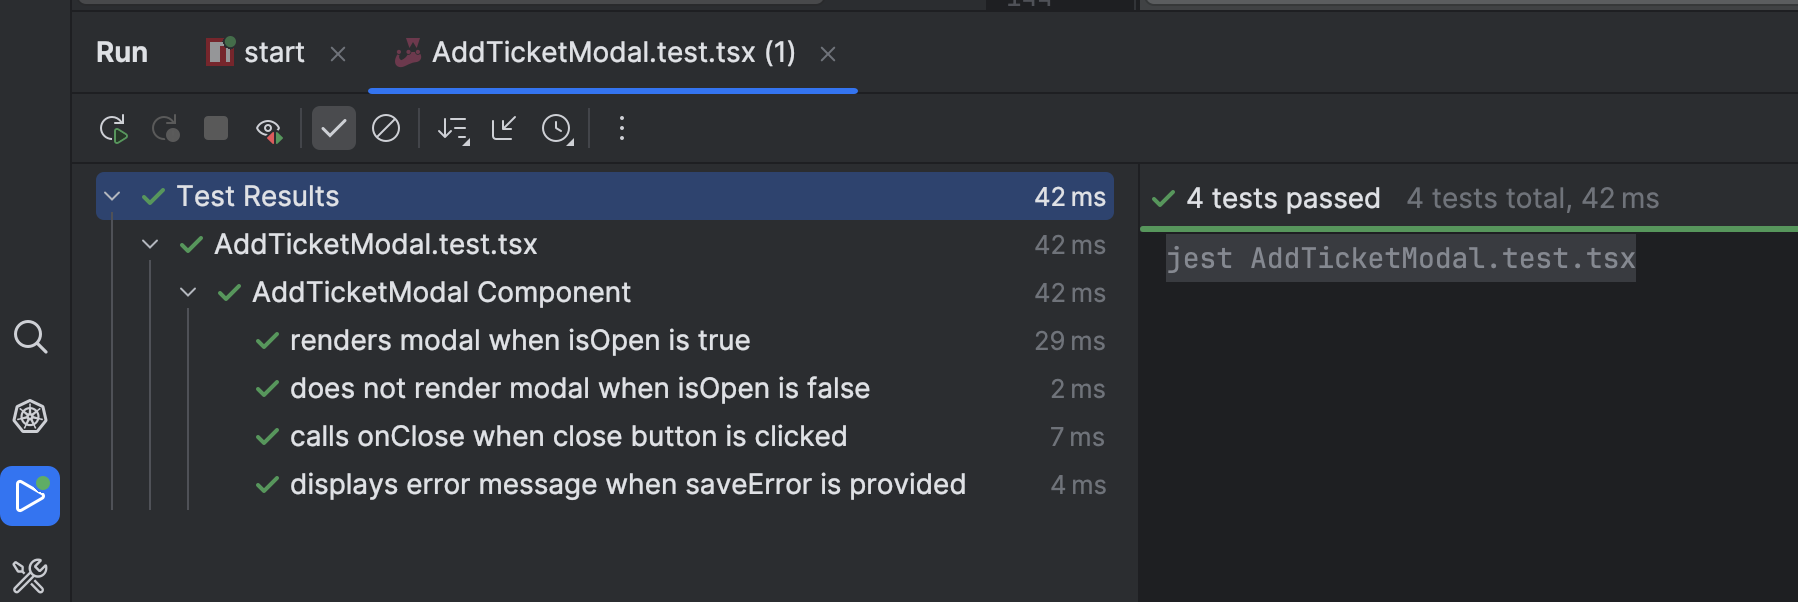 Run start AddTicketModal.test.tsx (1)
Test Results 42 ms
4 tests passed 4 tests total, 42 ms
AddTicketModal.test.tsx 42 ms
jest AddTicketModal.test.tsx
AddTicketModal Component 42 ms
renders modal when isOpen is true 29 ms
does not render modal when isOpen is false 2 ms
calls onClose when close button is clicked 7 ms
displays error message when saveError is provided 4 ms